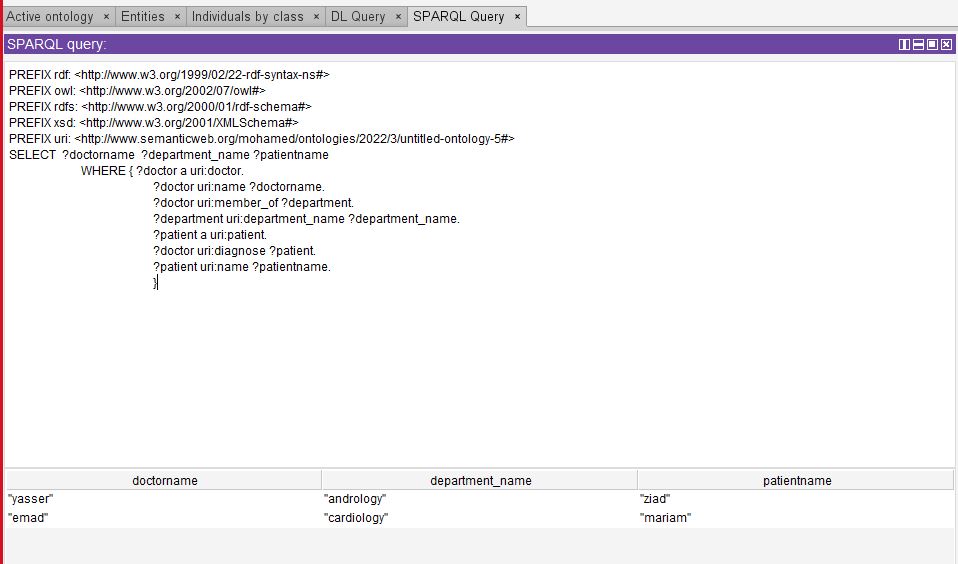 Active ontology × Entities × Individuals by class × DL Query × SPARQL Query ×
SPARQL query:
PREFIX rdf: <http://www.w3.org/1999/02/22-rdf-syntax-ns#>
PREFIX owl: <http://www.w3.org/2002/07/owl#>
PREFIX rdfs: <http://www.w3.org/2000/01/rdf-schema#>
PREFIX xsd: <http://www.w3.org/2001/XMLSchema#>
PREFIX uri: <http://www.semanticweb.org/mohamed/ontologies/2022/3/untitled-ontology-5#>
SELECT ?doctorname ?department_name ?patientname
WHERE { ?doctor a uri:doctor.
?doctor uri:name ?doctorname.
?doctor uri:member_of ?department.
?department uri:department_name ?department_name.
?patient a uri:patient.
?doctor uri:diagnose ?patient.
?patient uri:name ?patientname.
}
doctorname department_name patientname
"yasser" "andrology" "ziad"
"emad" "cardiology" "mariam"